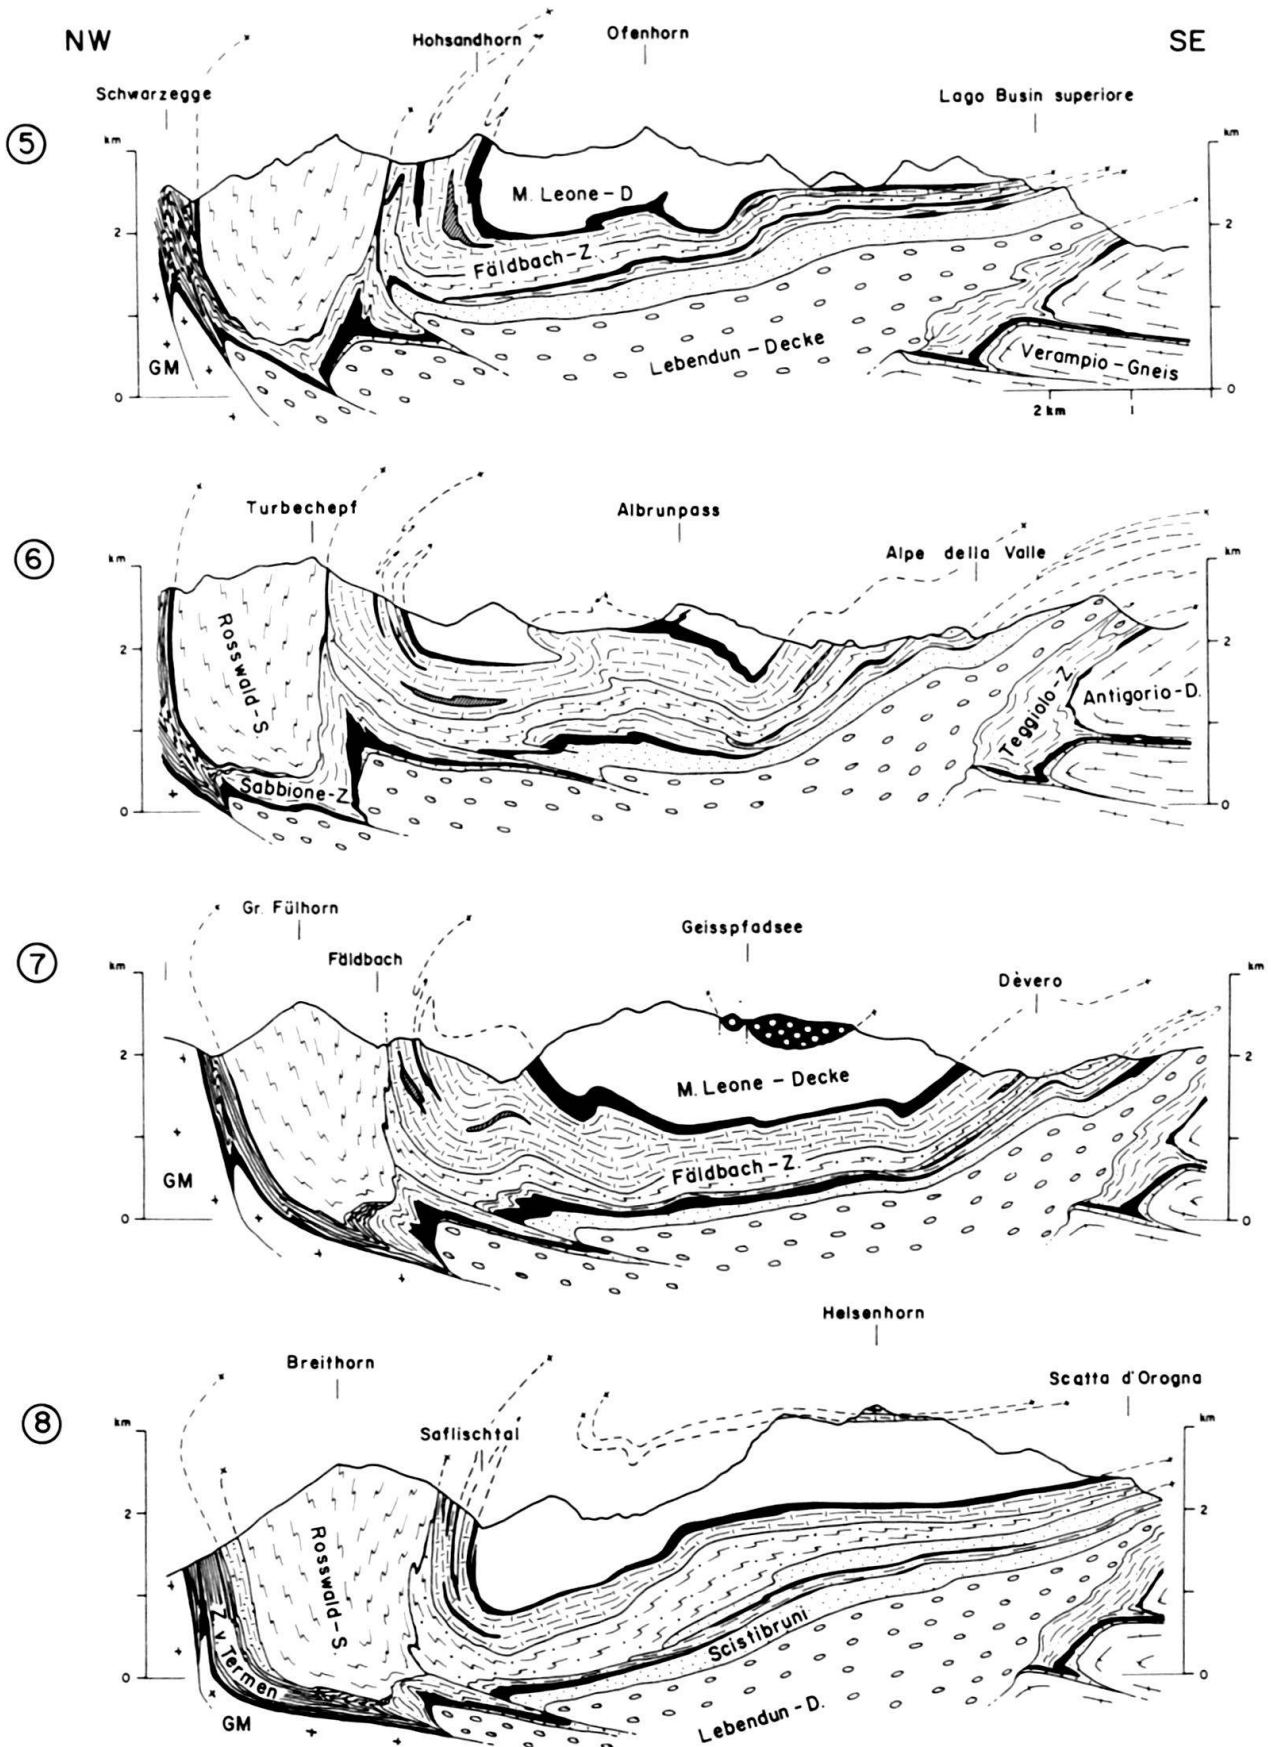 NW
Hohsandhorn
Ofenhorn
SE
Schwarzegge
Lago Busin superiore
5
km
km
M. Leone - D
2
2
Fäldbach - Z.
Lebendun - Decke
Verampio - Gneis
GM
0
0
2 km
1
Turbechepf
Albrunpass
6
Alpe della Valle
km
km
2
2
Rosswald - S
Teggiolo - Z
Antigorio - D.
Sabbione - Z
0
0
Gr. Fülhorn
Geisspfadsee
7
Fäldbach
km
km
Dèvero
2
2
M. Leone - Decke
Fäldbach - Z.
GM
0
0
Helsenhorn
Breithorn
Scatta d'Orogna
8
km
Saflischtal
km
2
2
Rosswald - S
Z v. Termen
Scistibruni
0
0
Lebendun - D.
GM